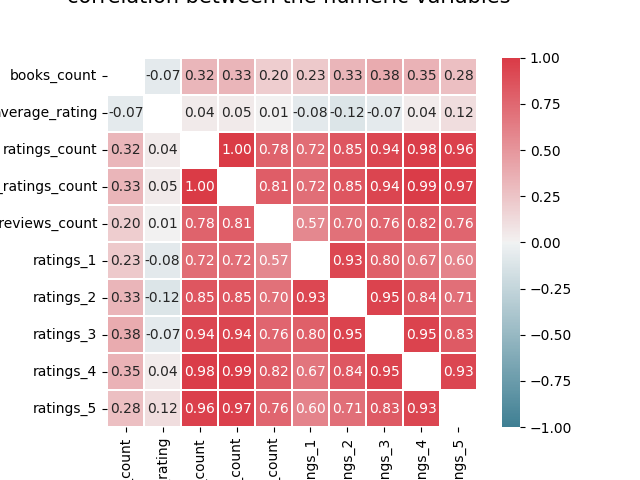 correlation between the numeric variables
books_count -0.07 0.32 0.33 0.20 0.23 0.33 0.38 0.35 0.28
average_rating -0.07 0.04 0.05 0.01 -0.08 -0.12 -0.07 0.04 0.12
ratings_count 0.32 0.04 1.00 0.78 0.72 0.85 0.94 0.98 0.96
_ratings_count 0.33 0.05 1.00 0.81 0.72 0.85 0.94 0.99 0.97
reviews_count 0.20 0.01 0.78 0.81 0.57 0.70 0.76 0.82 0.76
ratings_1 0.23 -0.08 0.72 0.72 0.57 0.93 0.80 0.67 0.60
ratings_2 0.33 -0.12 0.85 0.85 0.70 0.93 0.95 0.84 0.71
ratings_3 0.38 -0.07 0.94 0.94 0.76 0.80 0.95 0.95 0.83
ratings_4 0.35 0.04 0.98 0.99 0.82 0.67 0.84 0.95 0.93
ratings_5 0.28 0.12 0.96 0.97 0.76 0.60 0.71 0.83 0.93
_count
rating
_count
_count
_count
ngs_1
ngs_2
ngs_3
ngs_4
ngs_5
1.00
0.75
0.50
0.25
0.00
−0.25
−0.50
−0.75
−1.00